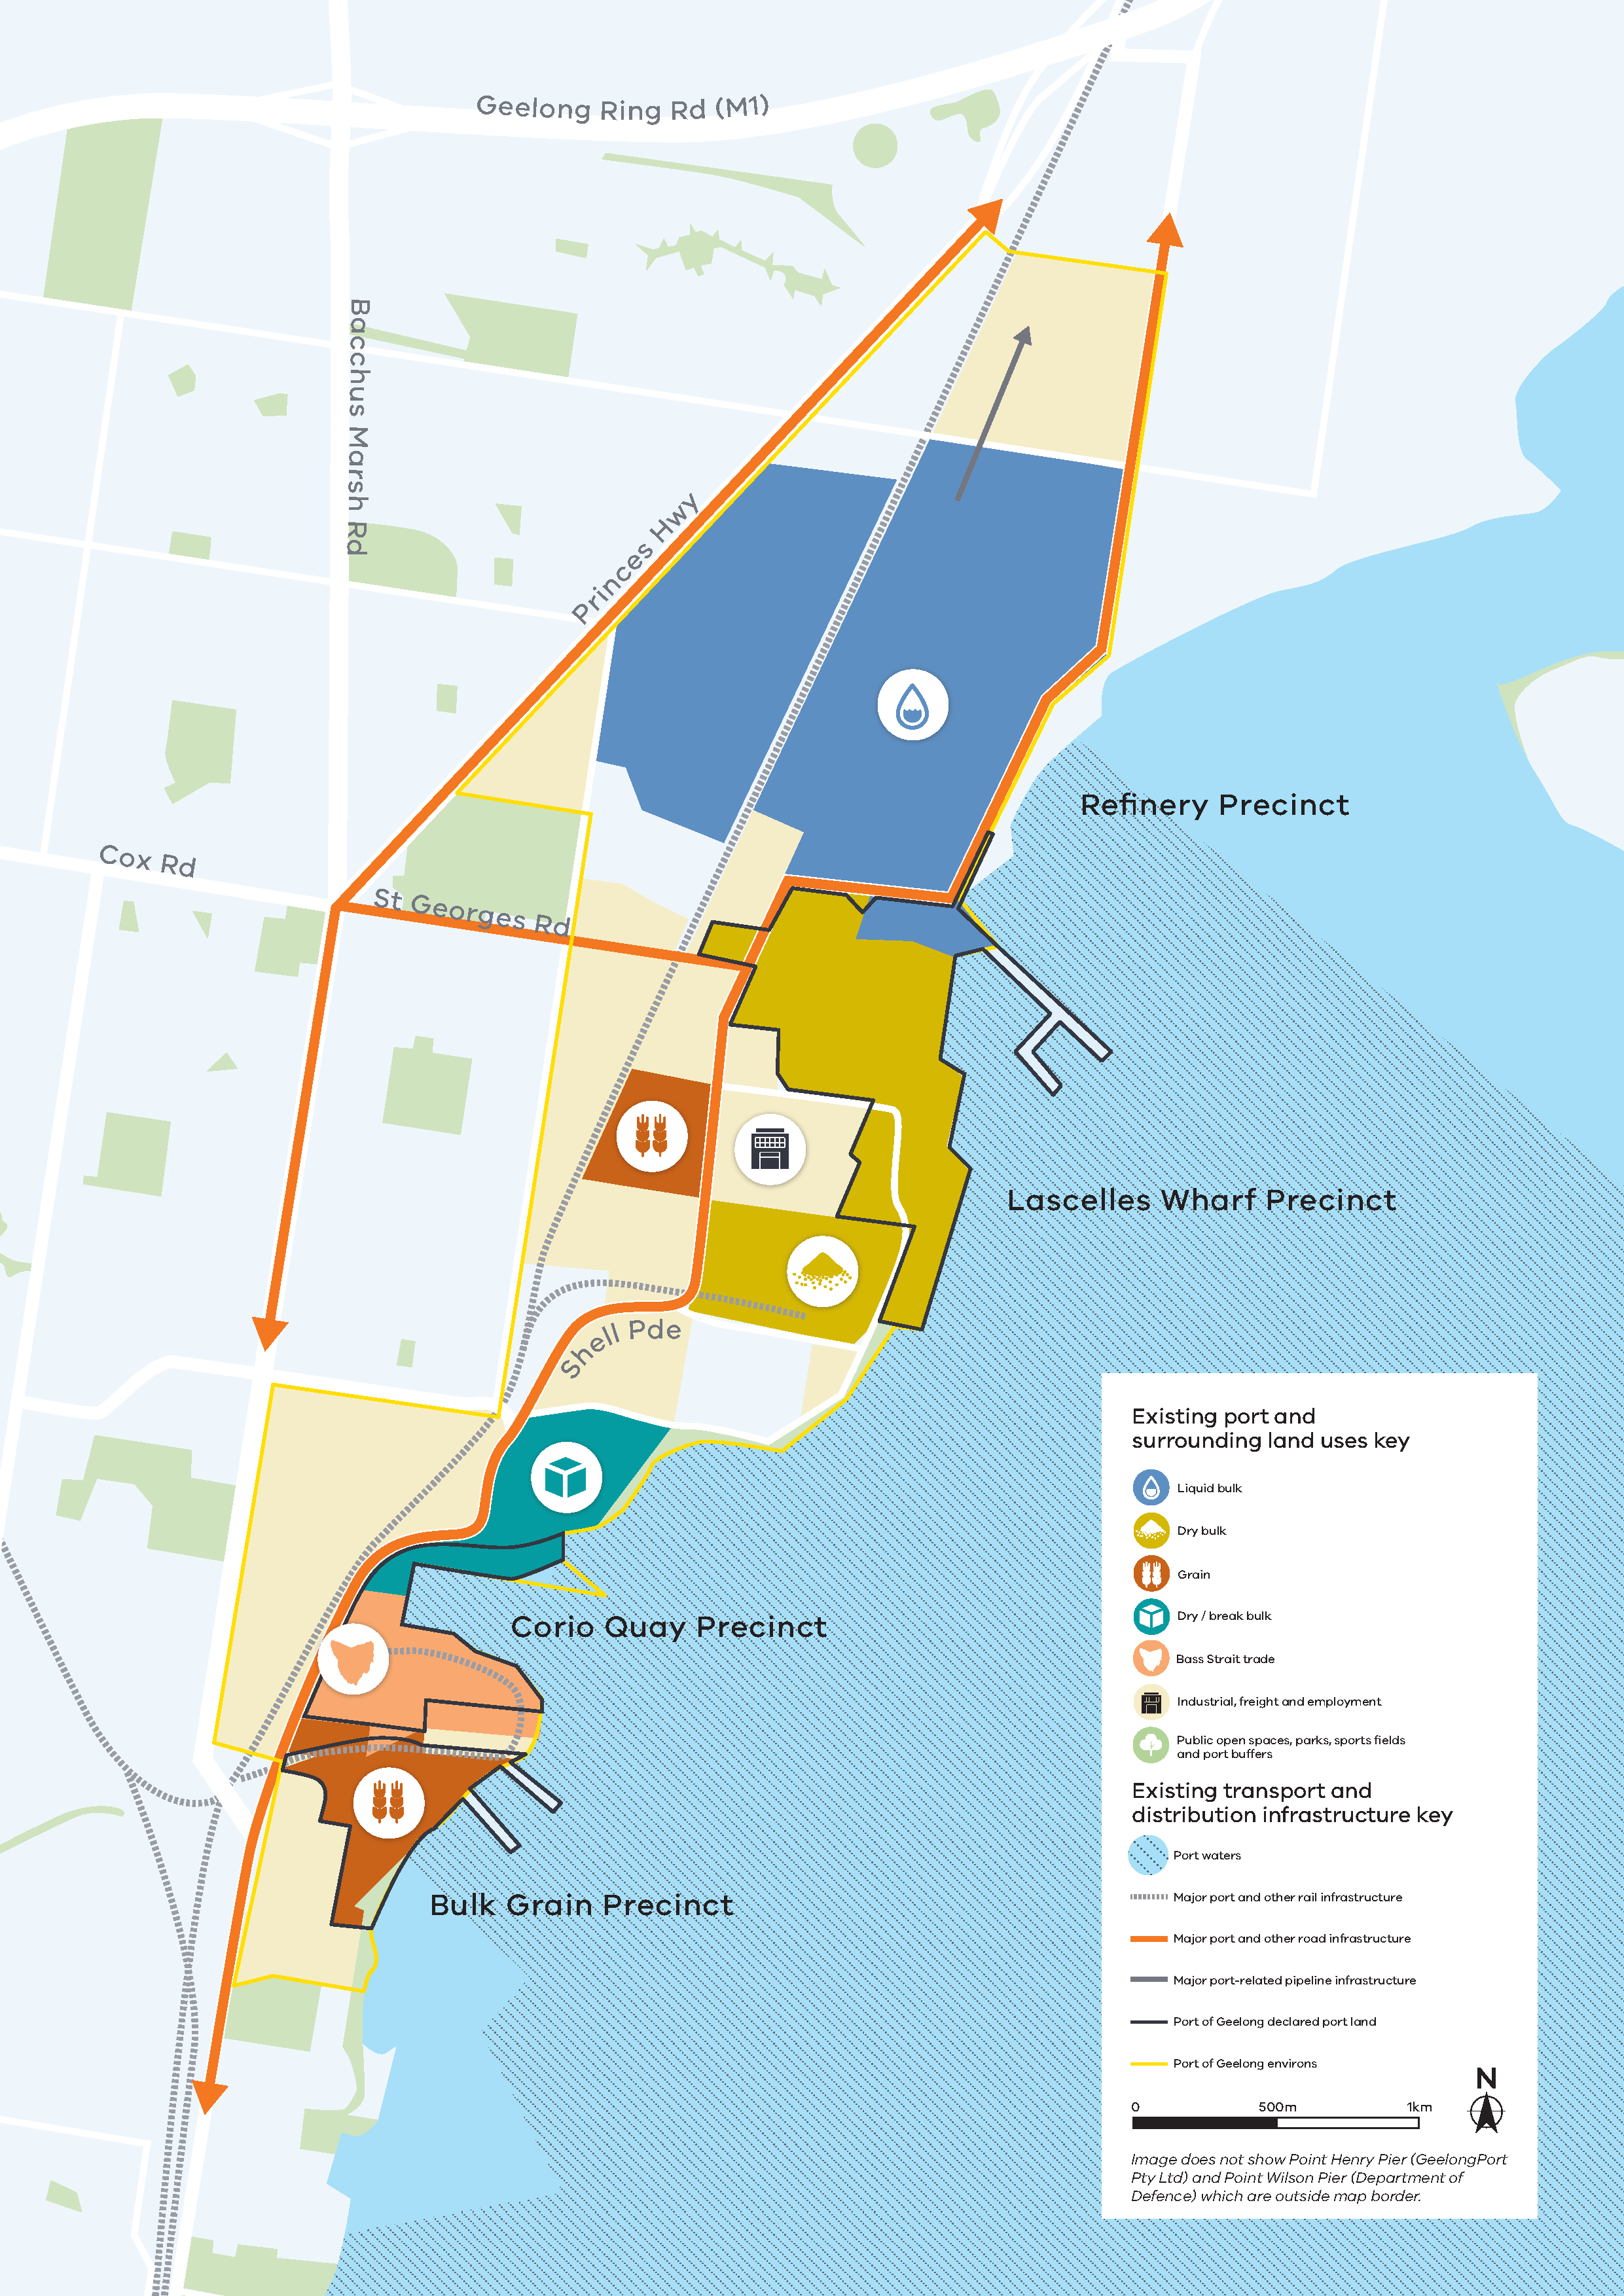 Geelong Ring Rd (M1)
Bacchus Marsh Rd
Princes Hwy
Refinery Precinct
Cox Rd
St Georges Rd
Lascelles Wharf Precinct
Shell Pde
Corio Quay Precinct
Bulk Grain Precinct
Existing port and
surrounding land uses key
Liquid bulk
Dry bulk
Grain
Dry / break bulk
Bass Strait trade
Industrial, freight and employment
Public open spaces, parks, sports fields
and port buffers
Existing transport and
distribution infrastructure key
Port waters
Major port and other rail infrastructure
Major port and other road infrastructure
Major port-related pipeline infrastructure
Port of Geelong declared port land
Port of Geelong environs
N
0 500m 1km
Image does not show Point Henry Pier (GeelongPort
Pty Ltd) and Point Wilson Pier (Department of
Defence) which are outside map border.